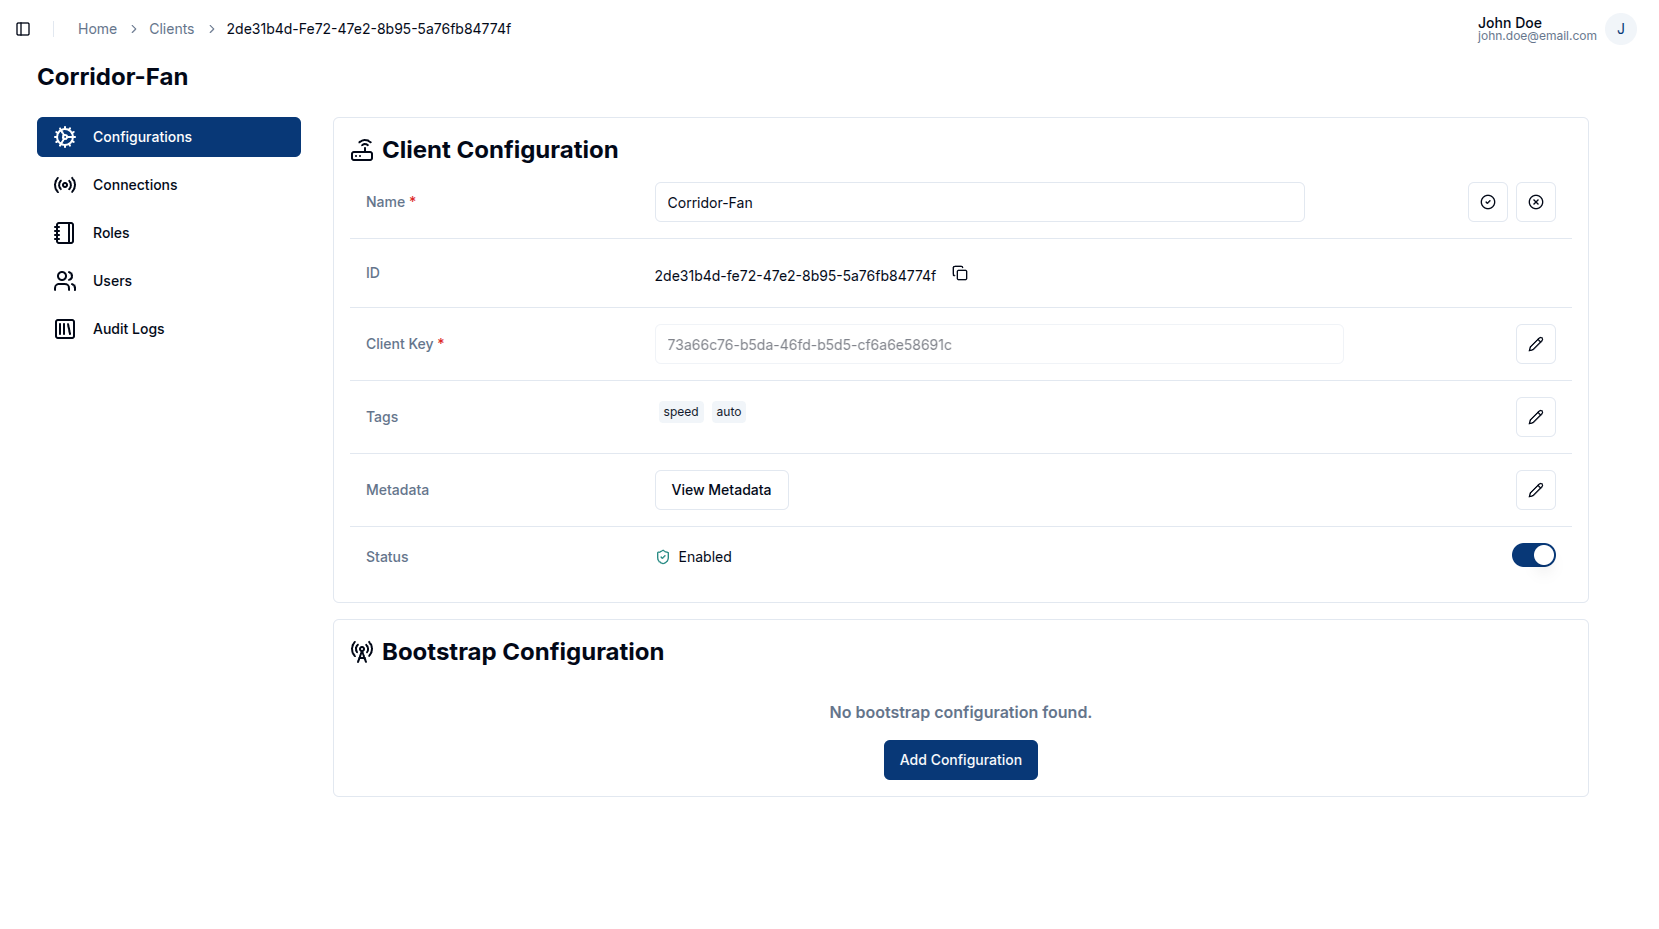 Home > Clients > 2de31b4d-Fe72-47e2-8b95-5a76fb84774f
John Doe
john.doe@email.com
J
Corridor-Fan
Configurations
Connections
Roles
Users
Audit Logs
Client Configuration
Name *
Corridor-Fan
ID
2de31b4d-fe72-47e2-8b95-5a76fb84774f
Client Key *
73a66c76-b5da-46fd-b5d5-cf6a6e58691c
Tags
speed auto
Metadata
View Metadata
Status
Enabled
Bootstrap Configuration
No bootstrap configuration found.
Add Configuration